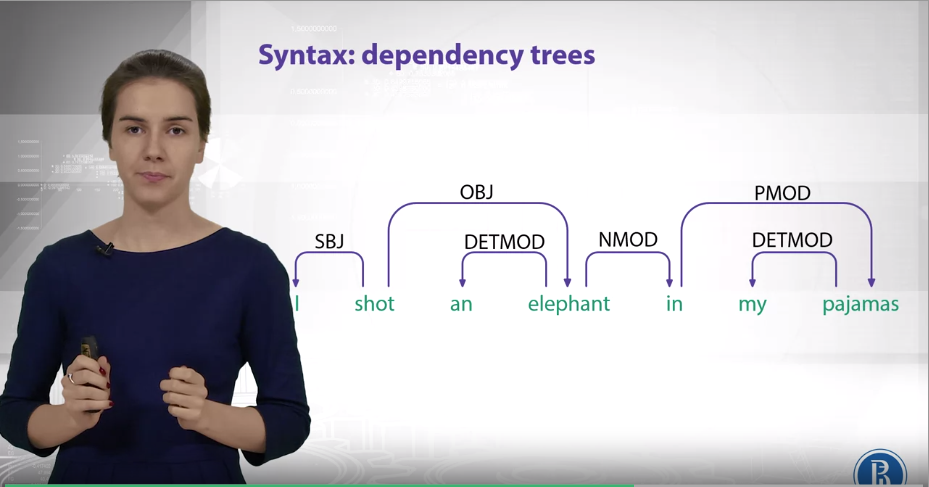 Syntax: dependency trees
OBJ
PMOD
SBJ
DETMOD
NMOD
DETMOD
I shot an elephant in my pajamas